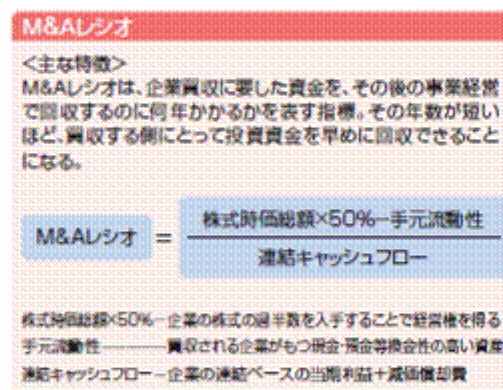 M&Aレシオ
<主な特徴>
M&Aレシオは、企業買収に要した資金を、その後の事業経営
で回収するのに何年かかるかを表す指標。その年数が短い
ほど、買収する側にとって投資資金を早めに回収できること
になる。
M&Aレシオ = 株式時価総額×50%−手元流動性
連結キャッシュフロー
株式時価総額×50%―企業の株式の過半数を入手することで経営権を得る
手元流動性―――買収される企業がもつ現金・預金等換金性の高い資産
連結キャッシュフロー―企業の連結ベースの当期利益+減価償却費